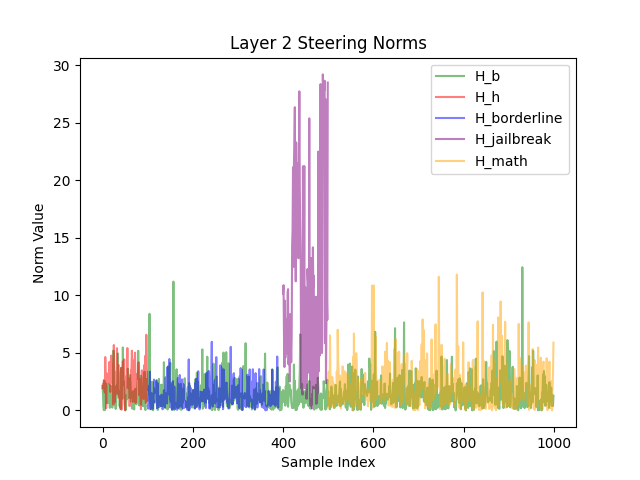 Layer 2 Steering Norms
Norm Value
30
25
20
15
10
5
0
H_b
H_h
H_borderline
H_jailbreak
H_math
0
200
400
600
800
1000
Sample Index